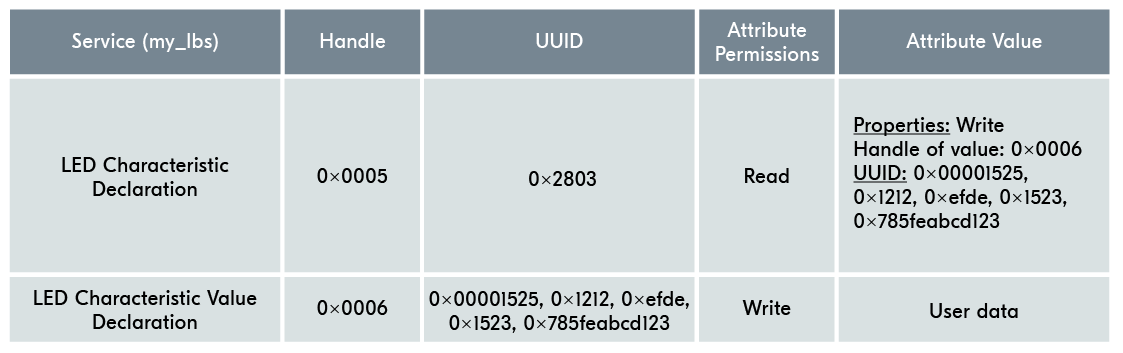 Service (my_lbs) Handle UUID Attribute Permissions Attribute Value
LED Characteristic
Declaration
0×0005
0×2803
Read
Properties: Write
Handle of value: 0×0006
UUID: 0×00001525,
0×1212, 0×efde, 0×1523,
0×785feabcd123
LED Characteristic Value
Declaration
0×0006
0×00001525, 0×1212, 0×efde,
0×1523, 0×785feabcd123
Write
User data